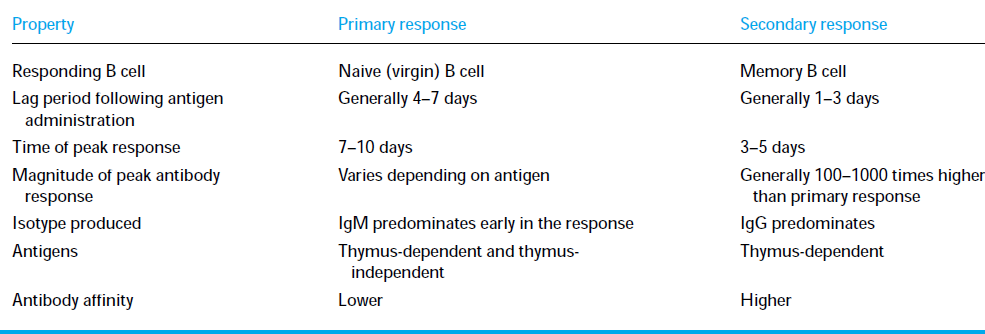 Property Primary response Secondary response
Responding B cell Naive (virgin) B cell Memory B cell
Lag period following antigen Generally 4–7 days Generally 1–3 days
administration
Time of peak response 7–10 days 3–5 days
Magnitude of peak antibody Varies depending on antigen Generally 100–1000 times higher
response than primary response
Isotype produced IgM predominates early in the response IgG predominates
Antigens Thymus-dependent and thymus- Thymus-dependent
independent
Antibody affinity Lower Higher